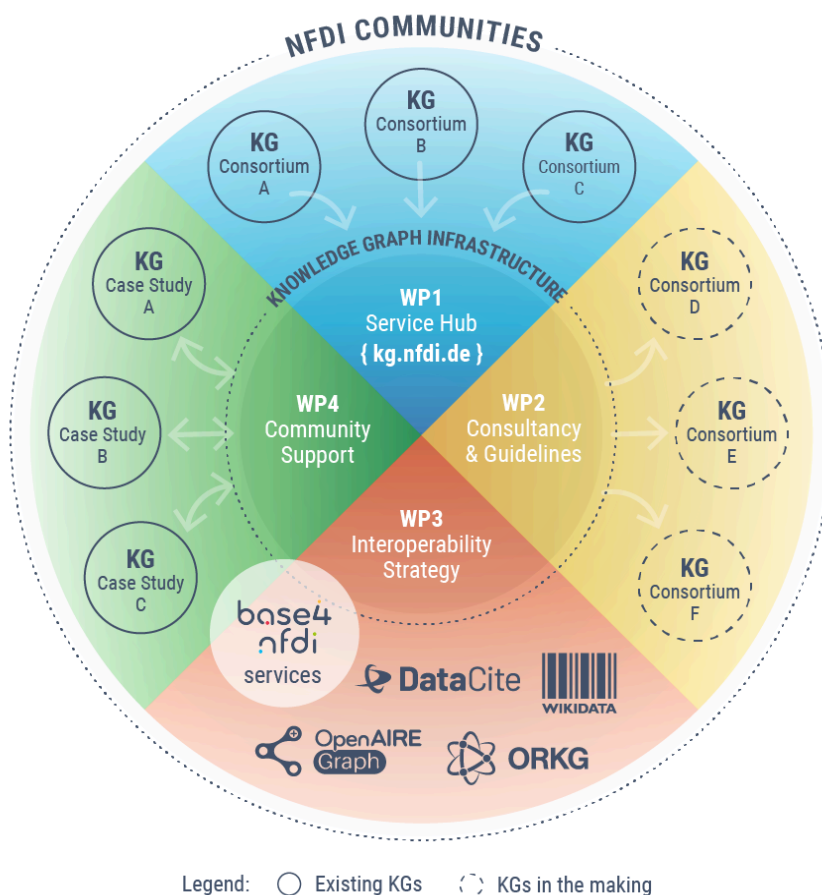 NFDI COMMUNITIES
KG
Consortium
A
KG
Consortium
B
KG
Consortium
C
KG
Case Study
A
KG
Case Study
B
KG
Case Study
C
KNOWLEDGE GRAPH INFRASTRUCTURE
WP1
Service Hub
{ kg.nfdi.de }
WP4
Community
Support
WP2
Consultancy
& Guidelines
WP3
Interoperability
Strategy
KG
Consortium
D
KG
Consortium
E
KG
Consortium
F
base4
nfdi
services
DataCite
WIKIDATA
OpenAIRE
Graph
ORKG
Legend: Existing KGs KGs in the making